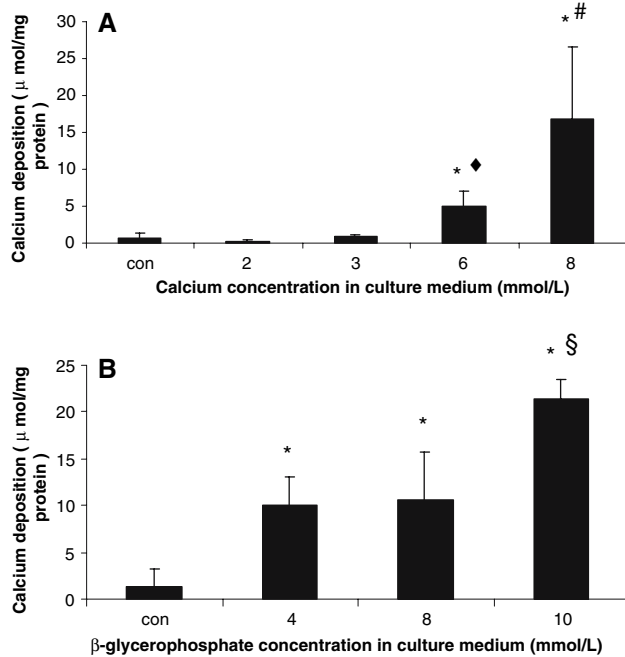 A
Calcium deposition ( μ mol/mg
protein )
30
25
20
15
10
5
0
* #
* ♦
con 2 3 6 8
Calcium concentration in culture medium (mmol/L)
B
Calcium deposition ( μ mol/mg
protein)
25
20
15
10
5
0
* §
*
*
con 4 8 10
β-glycerophosphate concentration in culture medium (mmol/L)